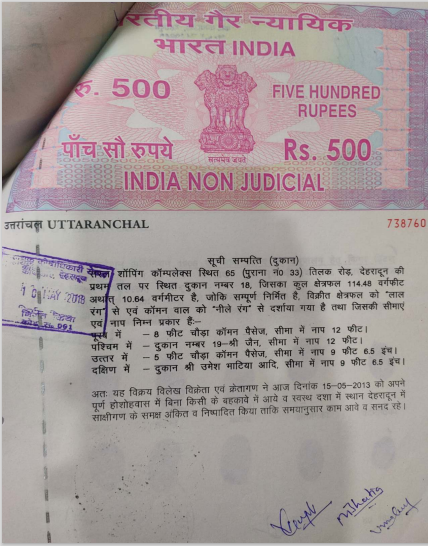 भारतीय गैर न्यायिक
भारत INDIA
रु. 500
FIVE HUNDRED
RUPEES
पाँच सौ रुपये
सत्यमेव जयते
Rs. 500
INDIA NON JUDICIAL
उत्तरांचल UTTARANCHAL
738760
सूची सम्पत्ति (दुकान)
शॉपिंग कॉम्पलेक्स स्थित 65 (पुराना नं0 33) तिलक रोड़, देहरादून की
प्रथम तल पर स्थित दुकान नम्बर 18, जिसका कुल क्षेत्रफल 114.48 वर्गफीट
अर्थात् 10.64 वर्गमीटर है, जोकि सम्पूर्ण निर्मित है, विक्रीत क्षेत्रफल को "लाल
रंग" से एवं कॉमन वाल को "नीले रंग" से दर्शाया गया है तथा जिसकी सीमाएं
एवं नाप निम्न प्रकार हैं:–
पूरब में – 8 फीट चौड़ा कॉमन पैसेज, सीमा में नाप 12 फीट।
पश्चिम में – दुकान नम्बर 19–श्री जैन, सीमा में नाप 12 फीट।
उत्तर में – 5 फीट चौड़ा कॉमन पैसेज, सीमा में नाप 9 फीट 6.5 इंच।
दक्षिण में – दुकान श्री उमेश भाटिया आदि, सीमा में नाप 9 फीट 6.5 इंच।
अतः यह विक्रय विलेख विक्रेता एवं क्रेतागण ने आज दिनांक 15-05-2013 को अपने
पूर्ण होशोहवास में बिना किसी के बहकावे में आये व स्वस्थ दशा में स्थान देहरादून में
साक्षीगण के समक्ष अंकित व निष्पादित किया ताकि समयानुसार काम आवे व सनद रहे।